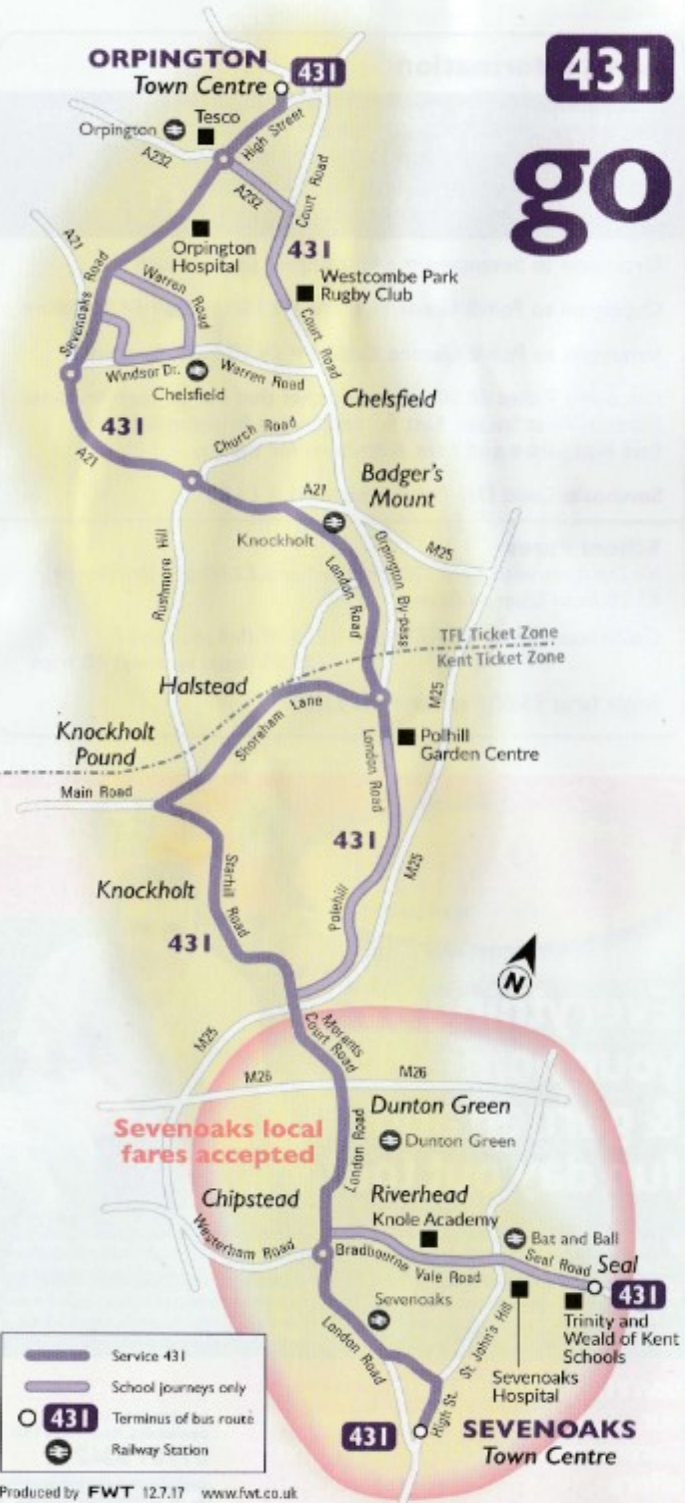 ORPINGTON
Town Centre
431
431
go
Tesco
Orpington
High Street
A232
A232
Court Road
A21
Orpington
Hospital
431
Westcombe Park
Rugby Club
Sevenoaks Road
Warren Road
Court Road
Windsor Dr.
Warren Road
Chelsfield
Chelsfield
431
Church Road
A21
Badger's
Mount
A21
Knockholt
M25
Rushmore Hill
London Road
Orpington By-pass
TFL Ticket Zone
Kent Ticket Zone
Halstead
M25
Shoreham Lane
Knockholt
Pound
Polhill
Garden Centre
London Road
Main Road
431
M25
Starhill Road
Knockholt
Polehill
431
N
M25
Morants
Court Road
M26
M26
Dunton Green
Sevenoaks local
fares accepted
London Road
Dunton Green
Chipstead
Riverhead
Knole Academy
Westerham Road
Bradbourne Vale Road
Bat and Ball
Seal Road
Seal
431
Sevenoaks
Trinity and
Weald of Kent
Schools
London Road
St. John's Hill
Sevenoaks
Hospital
Service 431
School journeys only
431
Terminus of bus route
Railway Station
431
High St.
SEVENOAKS
Town Centre
Produced by FWT 12.7.17 www.fwt.co.uk